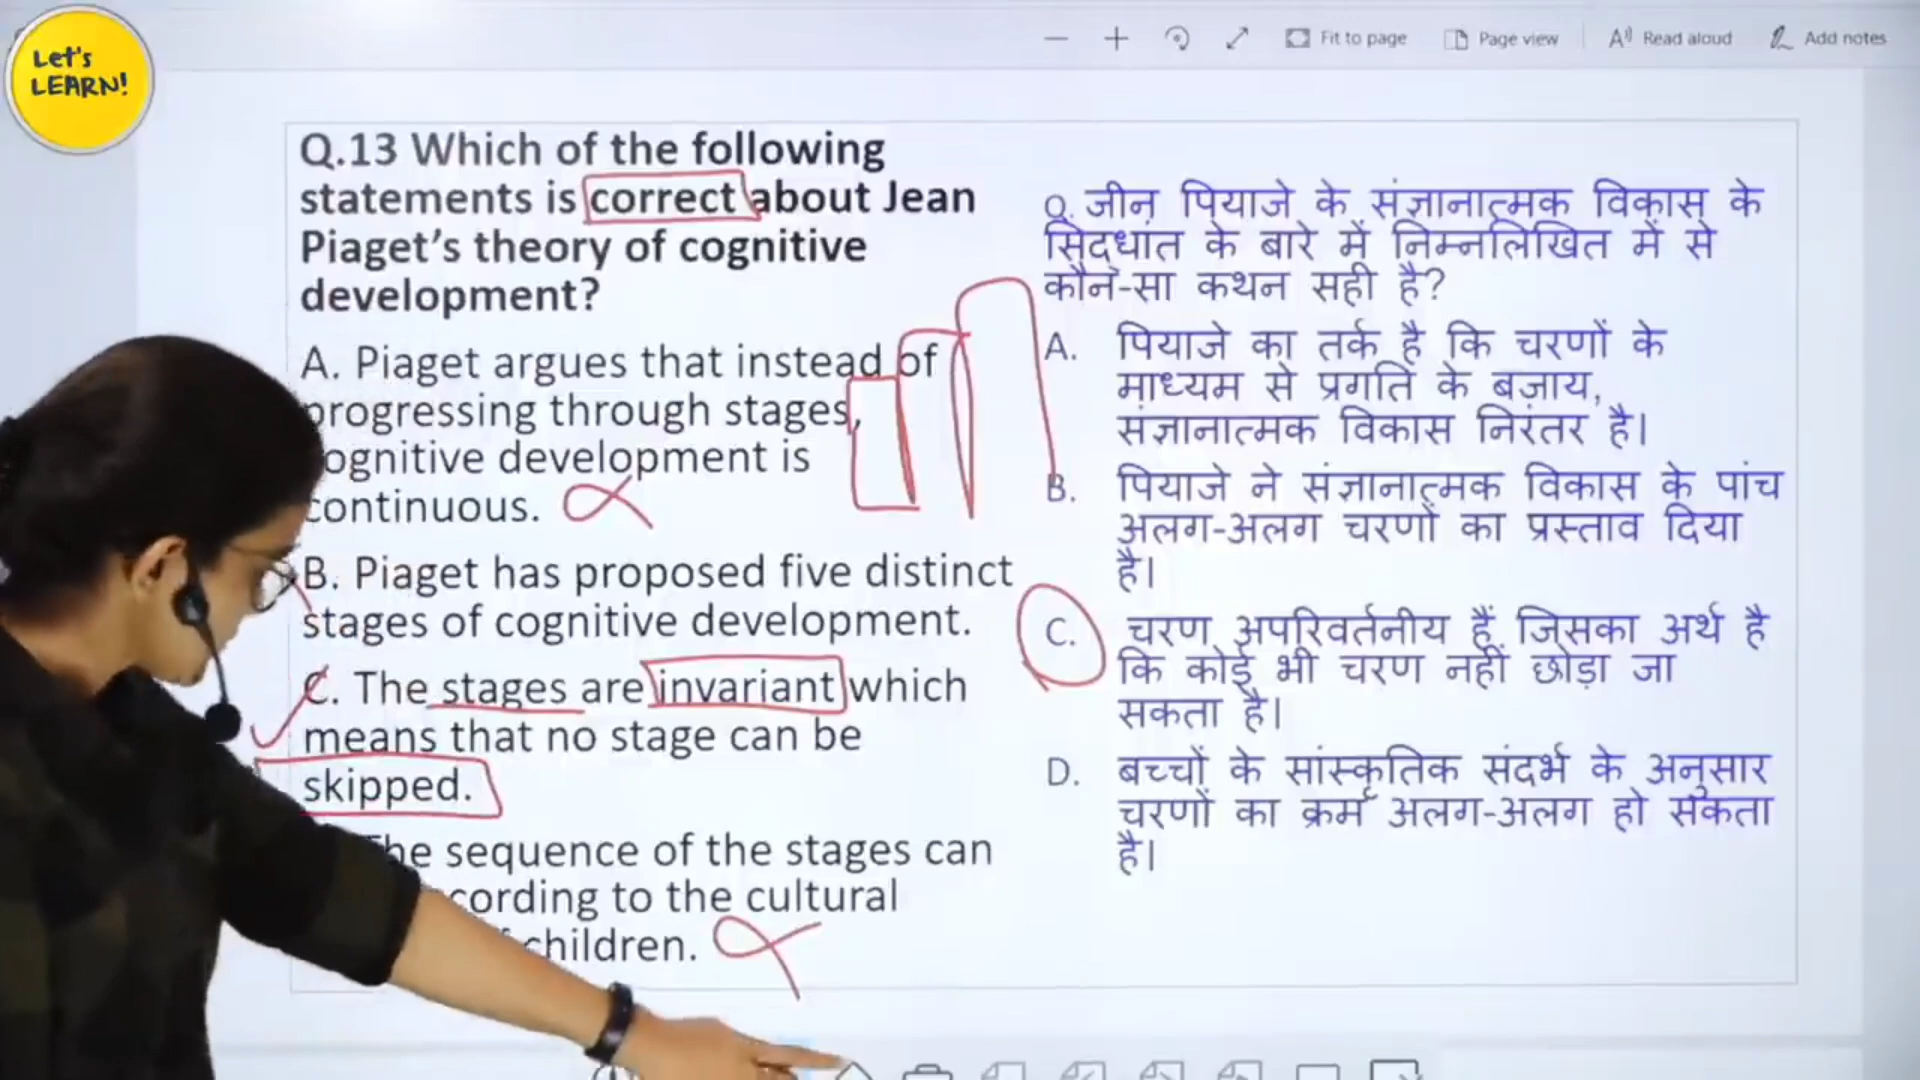 Let's
LEARN!
Fit to page
Page view
Read aloud
Add notes
Q.13 Which of the following
statements is correct about Jean
Piaget's theory of cognitive
development?
A. Piaget argues that instead of
progressing through stages,
ognitive development is
continuous.
B. Piaget has proposed five distinct
stages of cognitive development.
C. The stages are invariant which
means that no stage can be
skipped.
The sequence of the stages can
cording to the cultural
children.
Q. जीन पियाजे के संज्ञानात्मक विकास के
सिद्धांत के बारे में निम्नलिखित में से
कौन-सा कथन सही है?
A. पियाजे का तर्क है कि चरणों के
माध्यम से प्रगति के बजाय,
संज्ञानात्मक विकास निरंतर है।
B. पियाजे ने संज्ञानात्मक विकास के पांच
अलग-अलग चरणों का प्रस्ताव दिया
है।
C. चरण अपरिवर्तनीय हैं जिसका अर्थ है
कि कोई भी चरण नहीं छोड़ा जा
सकता है।
D. बच्चों के सांस्कृतिक संदर्भ के अनुसार
चरणों का क्रम अलग-अलग हो सकता
है।